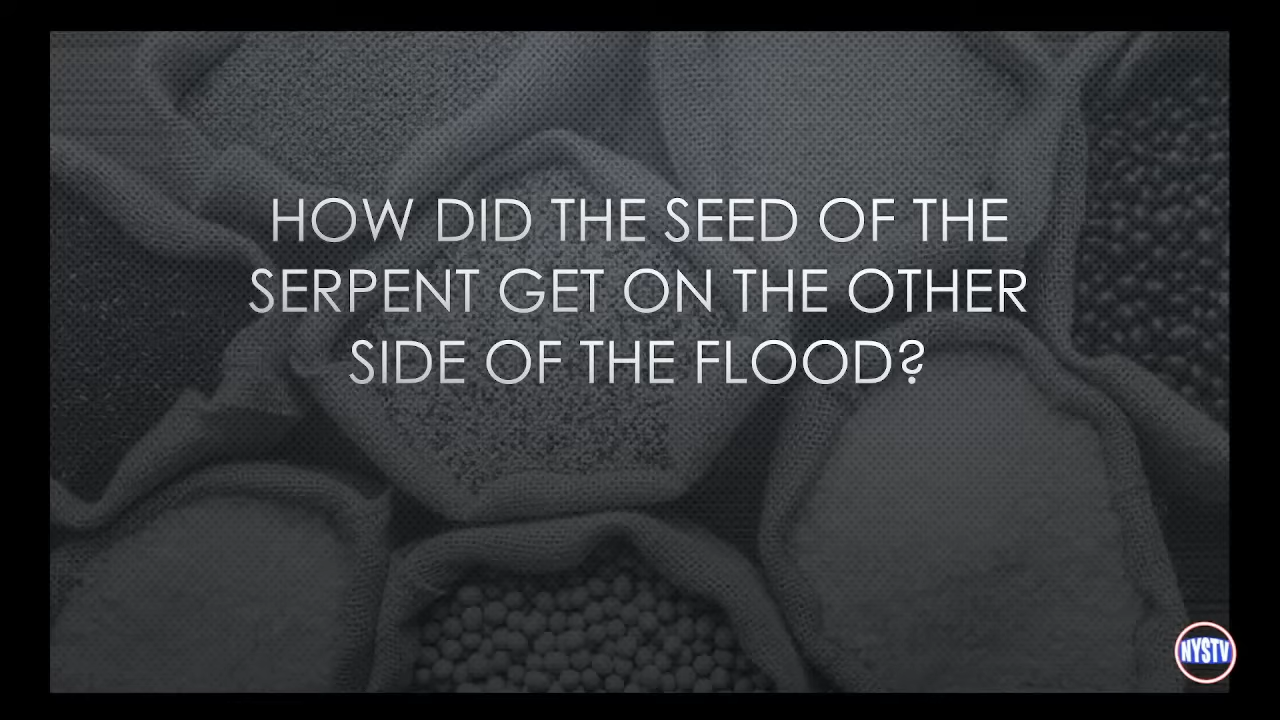 HOW DID THE SEED OF THE
SERPENT GET ON THE OTHER
SIDE OF THE FLOOD?
NYSTV